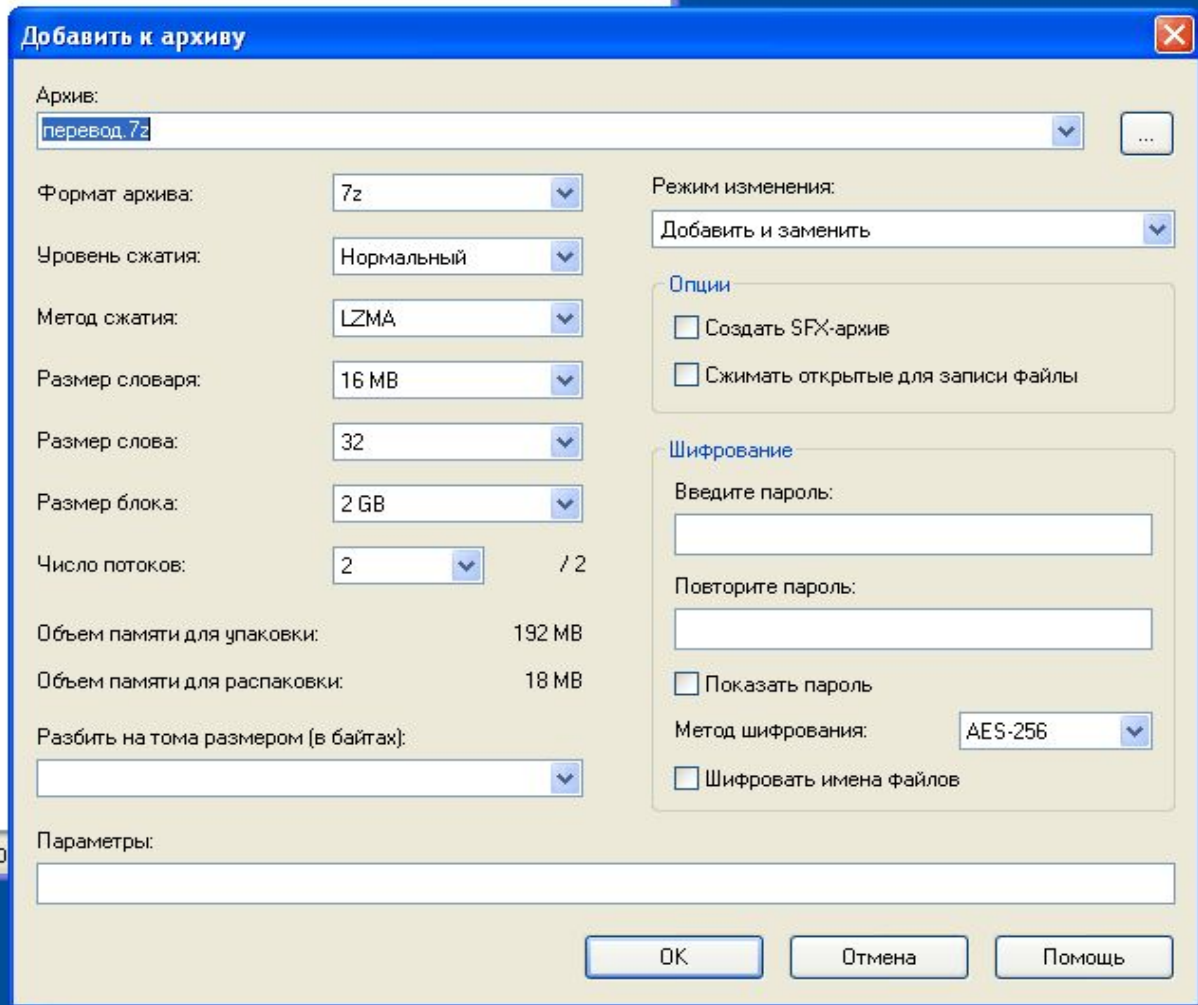 Добавить к архиву
Архив:
перевод.7z
...
Формат архива:
7z
Уровень сжатия:
Нормальный
Метод сжатия:
LZMA
Размер словаря:
16 MB
Размер слова:
32
Размер блока:
2 GB
Число потоков:
2
/ 2
Объем памяти для упаковки:
192 MB
Объем памяти для распаковки:
18 MB
Разбить на тома размером (в байтах):
Режим изменения:
Добавить и заменить
Опции
Создать SFX-архив
Сжимать открытые для записи файлы
Шифрование
Введите пароль:
Повторите пароль:
Показать пароль
Метод шифрования:
AES-256
Шифровать имена файлов
Параметры:
OK
Отмена
Помощь